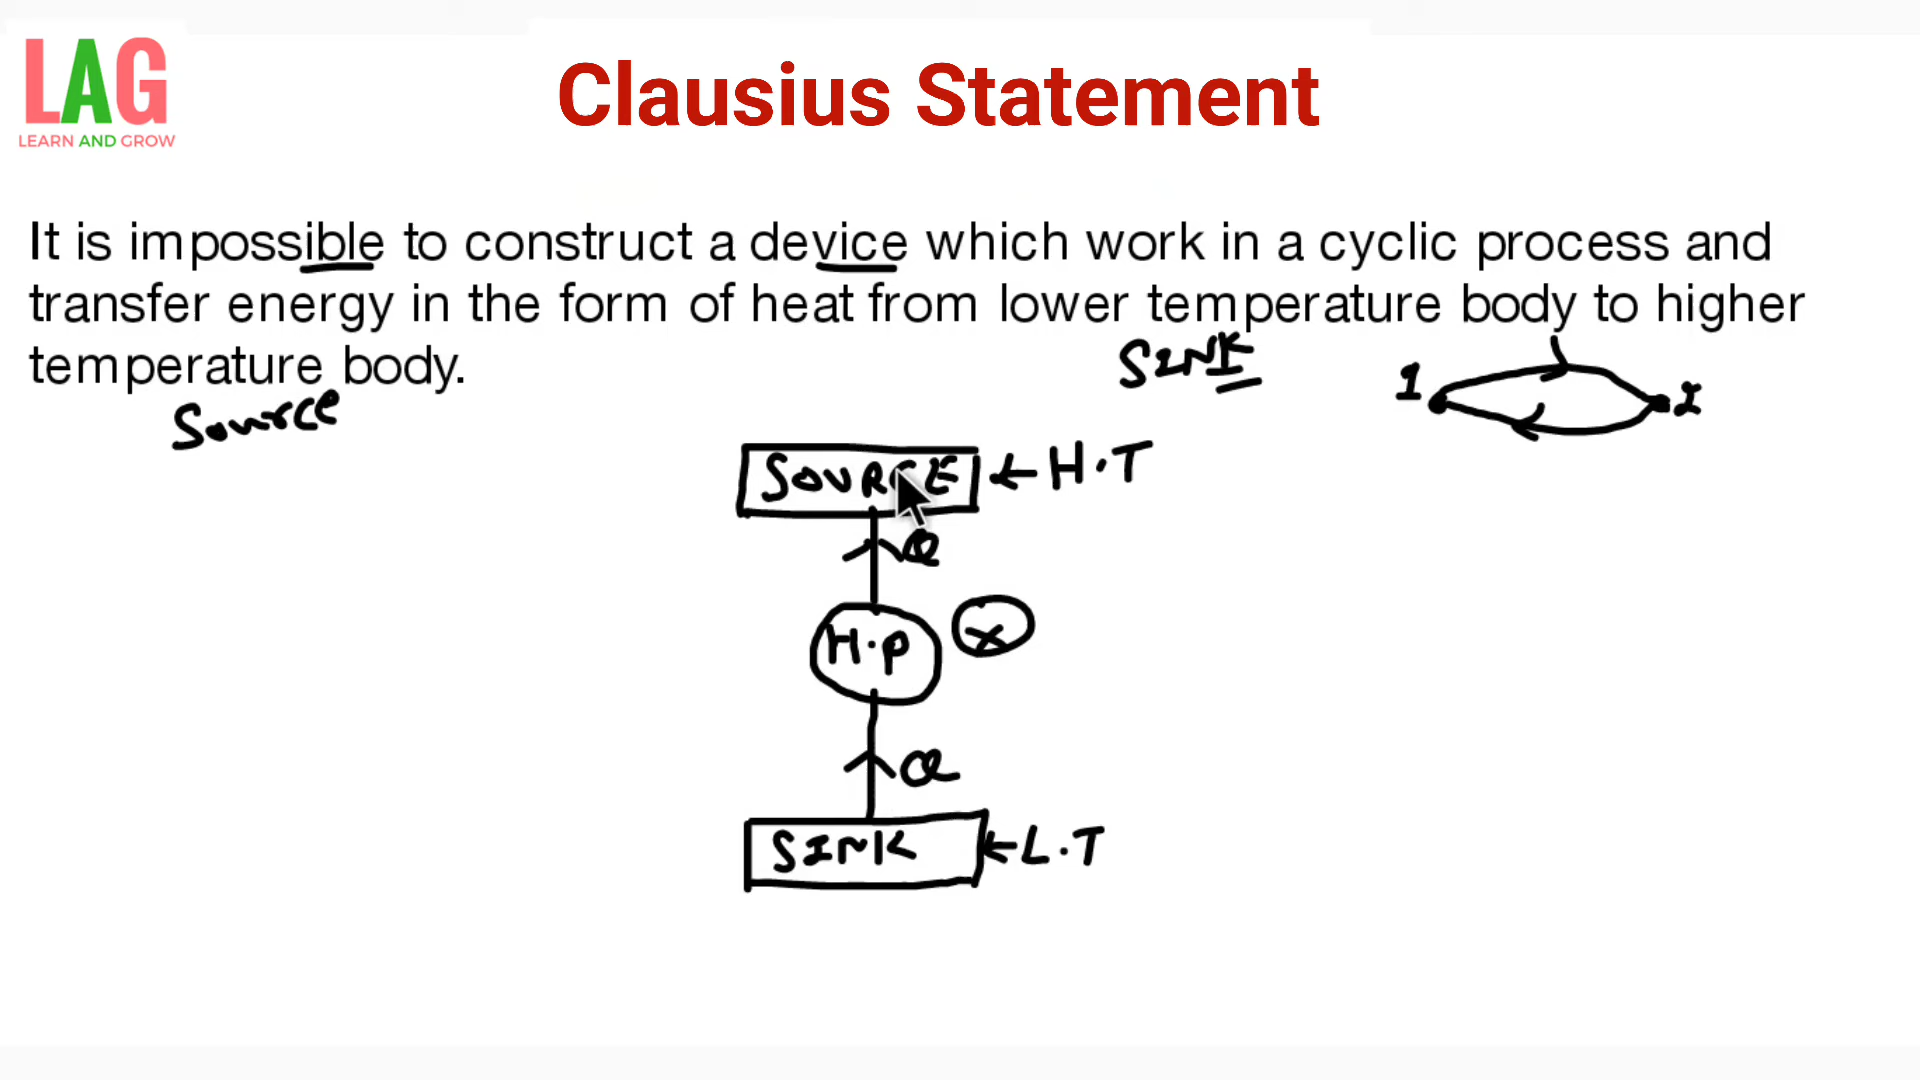 LAG
LEARN AND GROW
Clausius Statement
It is impossible to construct a device which work in a cyclic process and
transfer energy in the form of heat from lower temperature body to higher
temperature body.
SINK
1
2
Source
SOURCE
←H.T
Q
H.P
X
Q
SINK
←L.T